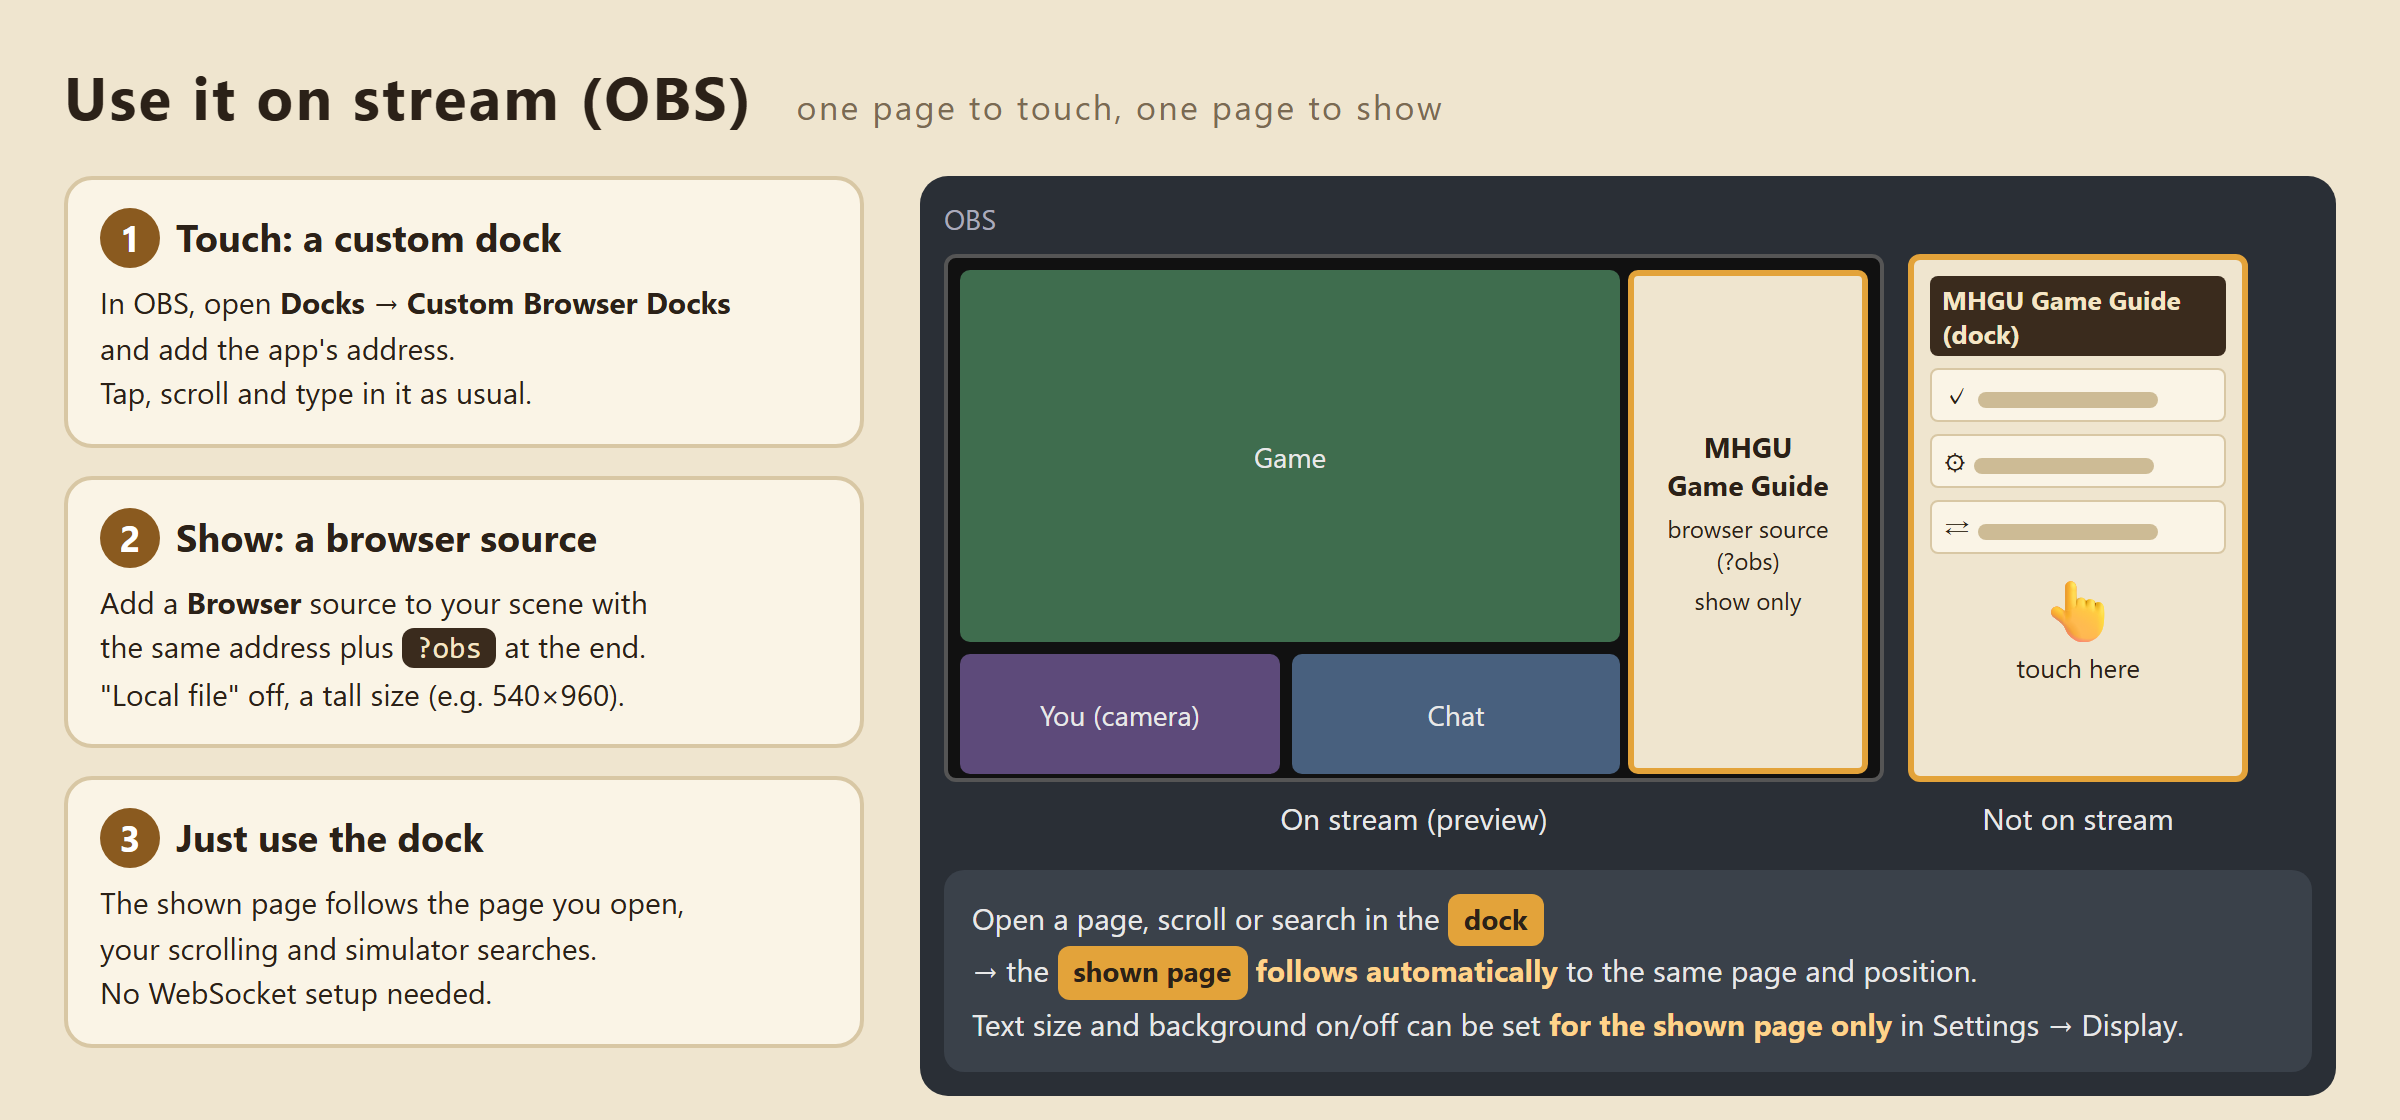 Use it on stream (OBS) one page to touch, one page to show
1 Touch: a custom dock
In OBS, open Docks → Custom Browser Docks
and add the app's address.
Tap, scroll and type in it as usual.
2 Show: a browser source
Add a Browser source to your scene with
the same address plus ?obs at the end.
"Local file" off, a tall size (e.g. 540×960).
3 Just use the dock
The shown page follows the page you open,
your scrolling and simulator searches.
No WebSocket setup needed.
OBS
Game
You (camera)
Chat
MHGU
Game Guide
browser source
(?obs)
show only
On stream (preview)
MHGU Game Guide
(dock)
touch here
Not on stream
Open a page, scroll or search in the dock
→ the shown page follows automatically to the same page and position.
Text size and background on/off can be set for the shown page only in Settings → Display.